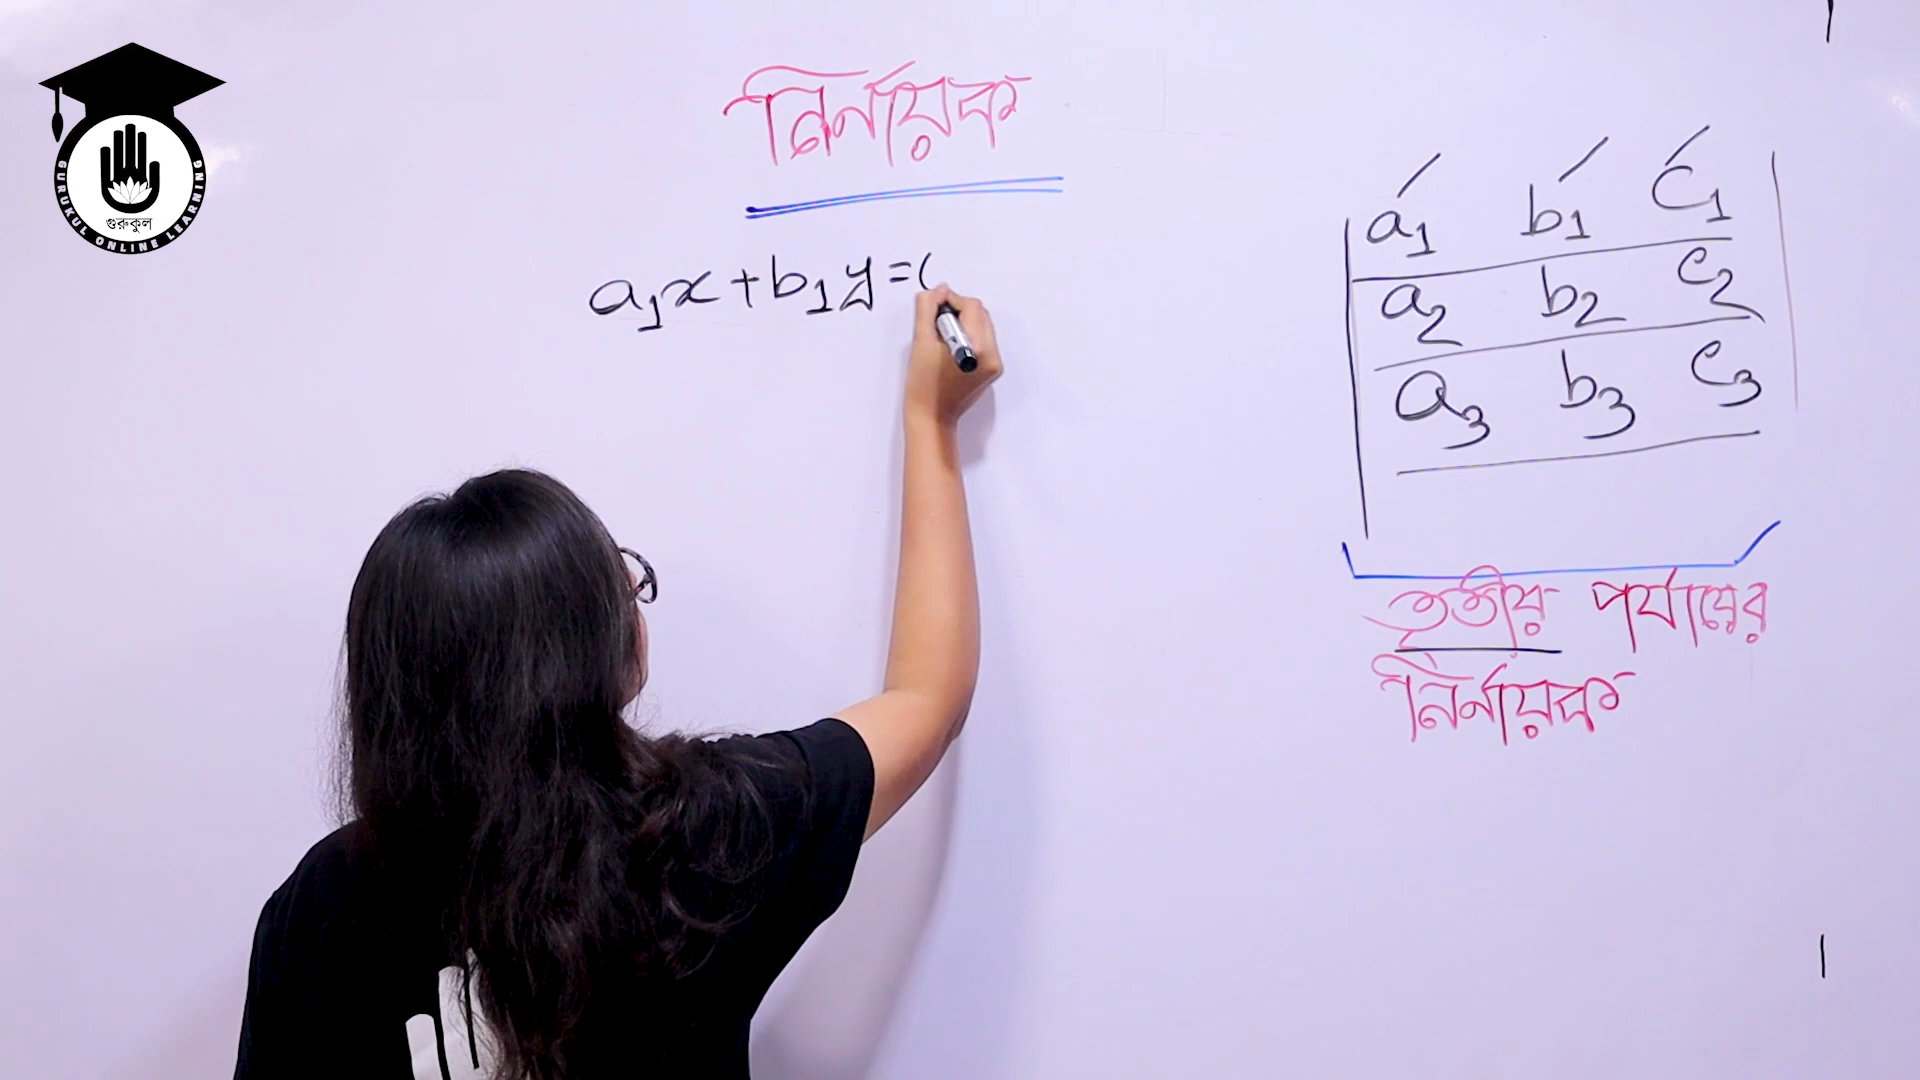 গুরুকুল
GURUKUL ONLINE LEARNING
নির্ণায়ক
a₁x + b₁y =
a₁ b₁ c₁
a₂ b₂ c₂
a₃ b₃ c₃
তৃতীয় পর্যায়ের
নির্ণায়ক